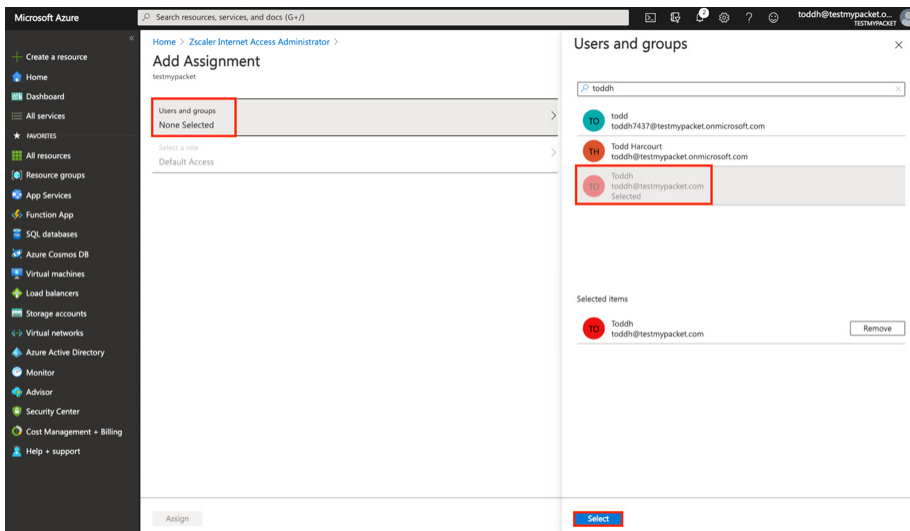 Microsoft Azure
Search resources, services, and docs (G+/)
2
toddh@testmypacket.o...
TESTMYPACKET
Create a resource
Home
Dashboard
All services
FAVORITES
All resources
Resource groups
App Services
Function App
SQL databases
Azure Cosmos DB
Virtual machines
Load balancers
Storage accounts
Virtual networks
Azure Active Directory
Monitor
Advisor
Security Center
Cost Management + Billing
Help + support
Home > Zscaler Internet Access Administrator >
Add Assignment
testmypacket
Users and groups
None Selected
Select a role
Default Access
Assign
Users and groups
toddh
TO
todd
toddh7437@testmypacket.onmicrosoft.com
TH
Todd Harcourt
toddh@testmypacket.onmicrosoft.com
TO
Toddh
toddh@testmypacket.com
Selected
Selected items
TO
Toddh
toddh@testmypacket.com
Remove
Select